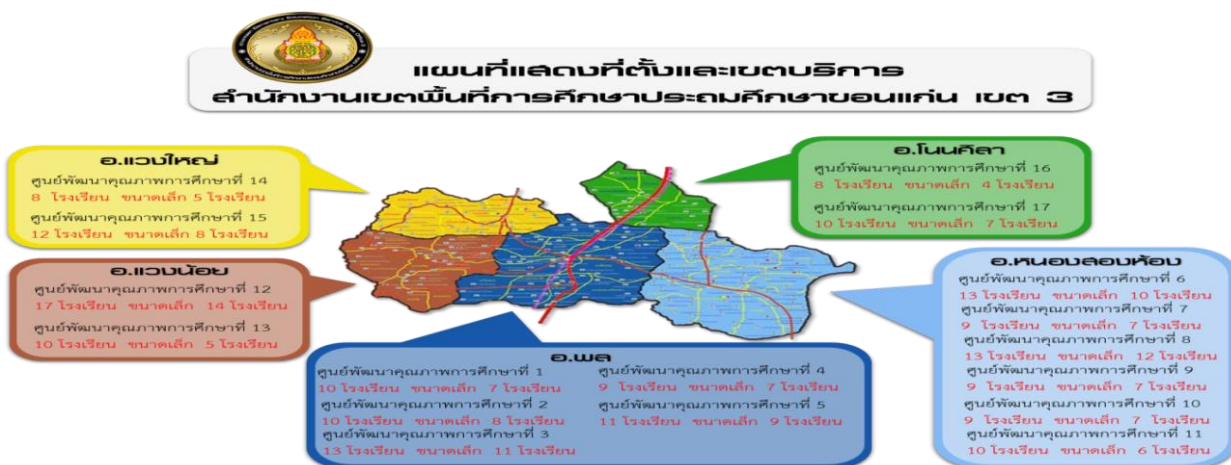 แผนที่แสดงที่ตั้งและเขตบริการ
สำนักงานเขตพื้นที่การศึกษาประถมศึกษาขอนแก่น เขต 3
อ.แวงใหญ่
ศูนย์พัฒนาคุณภาพการศึกษาที่ 14
8 โรงเรียน ขนาดเล็ก 5 โรงเรียน
ศูนย์พัฒนาคุณภาพการศึกษาที่ 15
12 โรงเรียน ขนาดเล็ก 8 โรงเรียน
อ.แวงน้อย
ศูนย์พัฒนาคุณภาพการศึกษาที่ 12
17 โรงเรียน ขนาดเล็ก 14 โรงเรียน
ศูนย์พัฒนาคุณภาพการศึกษาที่ 13
10 โรงเรียน ขนาดเล็ก 5 โรงเรียน
อ.พล
ศูนย์พัฒนาคุณภาพการศึกษาที่ 1
10 โรงเรียน ขนาดเล็ก 7 โรงเรียน
ศูนย์พัฒนาคุณภาพการศึกษาที่ 2
10 โรงเรียน ขนาดเล็ก 8 โรงเรียน
ศูนย์พัฒนาคุณภาพการศึกษาที่ 3
13 โรงเรียน ขนาดเล็ก 11 โรงเรียน
ศูนย์พัฒนาคุณภาพการศึกษาที่ 4
9 โรงเรียน ขนาดเล็ก 7 โรงเรียน
ศูนย์พัฒนาคุณภาพการศึกษาที่ 5
11 โรงเรียน ขนาดเล็ก 9 โรงเรียน
อ.โนนศิลา
ศูนย์พัฒนาคุณภาพการศึกษาที่ 16
8 โรงเรียน ขนาดเล็ก 4 โรงเรียน
ศูนย์พัฒนาคุณภาพการศึกษาที่ 17
10 โรงเรียน ขนาดเล็ก 7 โรงเรียน
อ.หนองสองห้อง
ศูนย์พัฒนาคุณภาพการศึกษาที่ 6
13 โรงเรียน ขนาดเล็ก 10 โรงเรียน
ศูนย์พัฒนาคุณภาพการศึกษาที่ 7
9 โรงเรียน ขนาดเล็ก 7 โรงเรียน
ศูนย์พัฒนาคุณภาพการศึกษาที่ 8
13 โรงเรียน ขนาดเล็ก 12 โรงเรียน
ศูนย์พัฒนาคุณภาพการศึกษาที่ 9
9 โรงเรียน ขนาดเล็ก 7 โรงเรียน
ศูนย์พัฒนาคุณภาพการศึกษาที่ 10
9 โรงเรียน ขนาดเล็ก 7 โรงเรียน
ศูนย์พัฒนาคุณภาพการศึกษาที่ 11
10 โรงเรียน ขนาดเล็ก 6 โรงเรียน